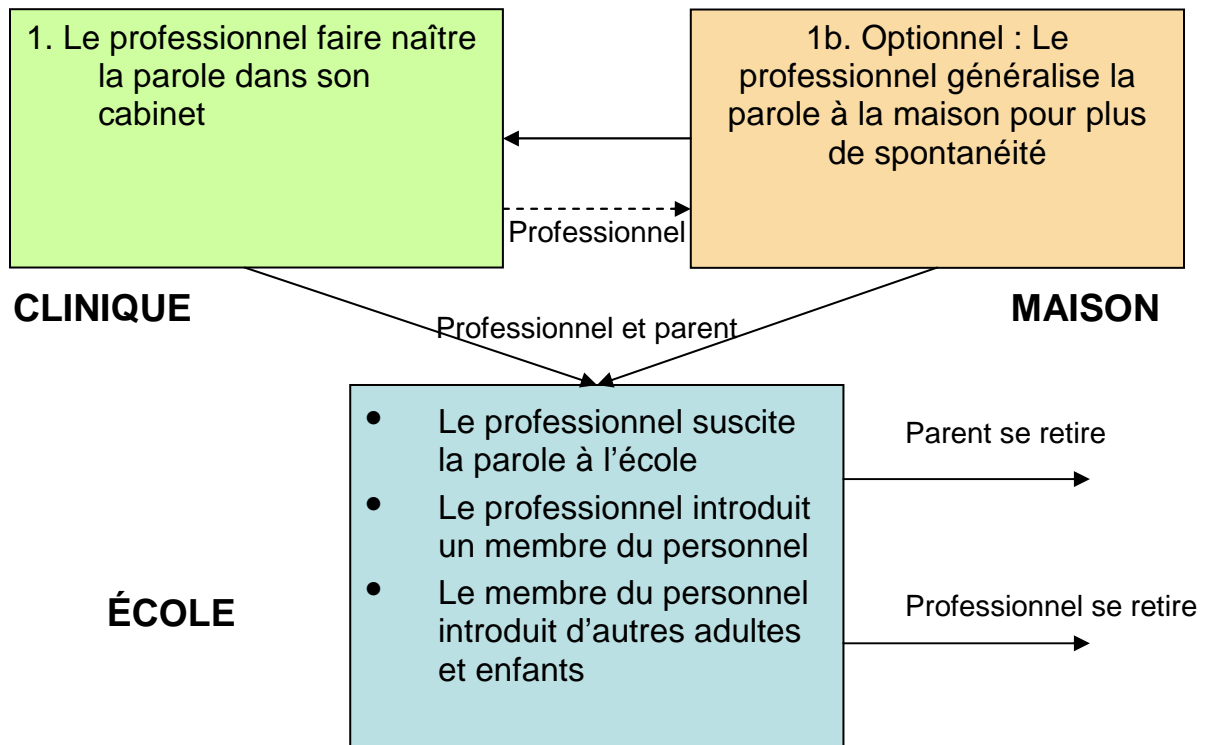 1. Le professionnel faire naître
la parole dans son
cabinet
1b. Optionnel : Le
professionnel généralise la
parole à la maison pour plus
de spontanéité
Professionnel
CLINIQUE
MAISON
Professionnel et parent
• Le professionnel suscite
la parole à l'école
• Le professionnel introduit
un membre du personnel
• Le membre du personnel
introduit d'autres adultes
et enfants
Parent se retire
ÉCOLE
Professionnel se retire